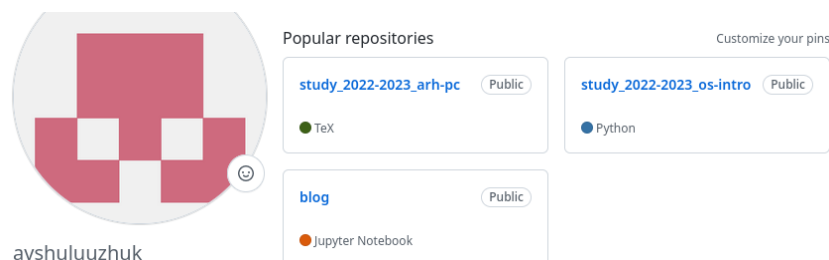 Popular repositories
Customize your pins
study_2022-2023_arh-pc Public
TeX
study_2022-2023_os-intro Public
Python
blog Public
Jupyter Notebook
avshuluuzhuk